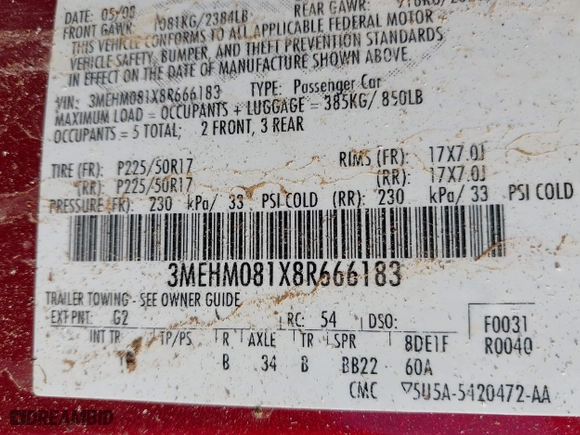 DATE: 05/08 REAR GAWR:
FRONT GAWR: 1081KG/2384LB
THIS VEHICLE CONFORMS TO ALL APPLICABLE FEDERAL MOTOR
VEHICLE SAFETY, BUMPER, AND THEFT PREVENTION STANDARDS
IN EFFECT ON THE DATE OF MANUFACTURE SHOWN ABOVE
VIN: 3MEHM081X8R666183 TYPE: Passenger Car
MAXIMUM LOAD = OCCUPANTS + LUGGAGE = 385KG/ 850LB
OCCUPANTS = 5 TOTAL; 2 FRONT, 3 REAR
TIRE (FR): P225/50R17 RIMS (FR): 17X7.0J
(RR): P225/50R17 (RR): 17X7.0J
PRESSURE (FR): 230 kPa/ 33 PSI COLD (RR): 230 kPa/ 33 PSI COLD
3MEHM081X8R666183
TRAILER TOWING - SEE OWNER GUIDE
EXT PNT: G2 RC: 54 DSO: F0031
INT TR TP/PS R AXLE TR SPR 8DE1F R0040
B 34 B BB22 60A
CMC ▽5U5A-5420472-AA
DREAMBID